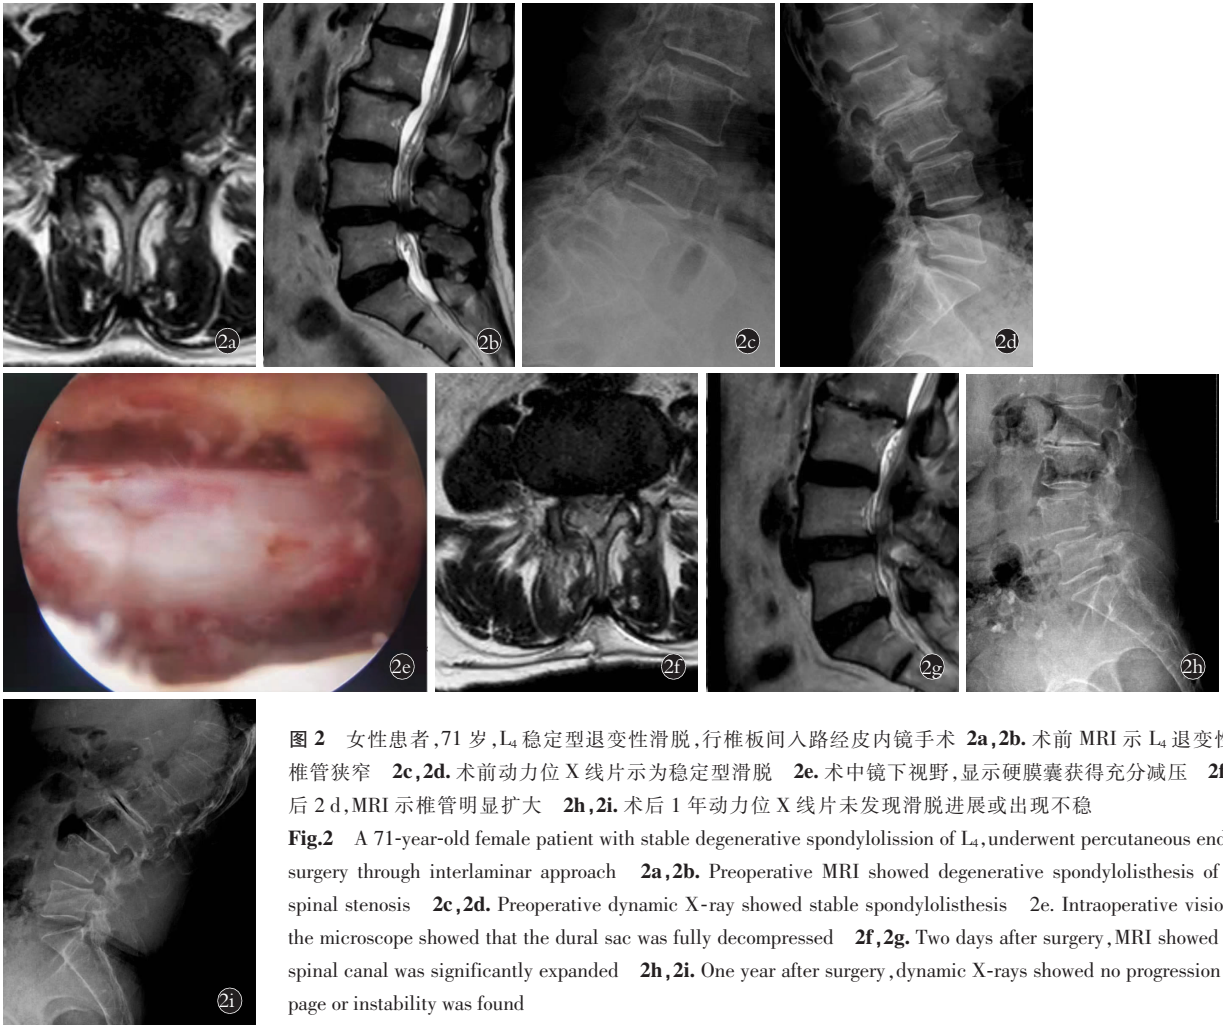 2a
2b
2c
2d
2e
2f
2g
2h
2i
图 2 女性患者,71 岁,L4 稳定型退变性滑脱,行椎板间入路经皮内镜手术 2a,2b. 术前 MRI 示 L4 退变性
椎管狭窄 2c,2d. 术前动力位 X 线片示为稳定型滑脱 2e. 术中镜下视野,显示硬膜囊获得充分减压
后 2 d,MRI 示椎管明显扩大 2h,2i. 术后 1 年动力位 X 线片未发现滑脱进展或出现不稳
Fig.2 A 71-year-old female patient with stable degenerative spondylolission of L4,underwent percutaneous end
surgery through interlaminar approach 2a,2b. Preoperative MRI showed degenerative spondylolisthesis of
spinal stenosis 2c,2d. Preoperative dynamic X-ray showed stable spondylolisthesis 2e. Intraoperative visio
the microscope showed that the dural sac was fully decompressed 2f,2g. Two days after surgery,MRI showed
spinal canal was significantly expanded 2h,2i. One year after surgery,dynamic X-rays showed no progression
page or instability was found